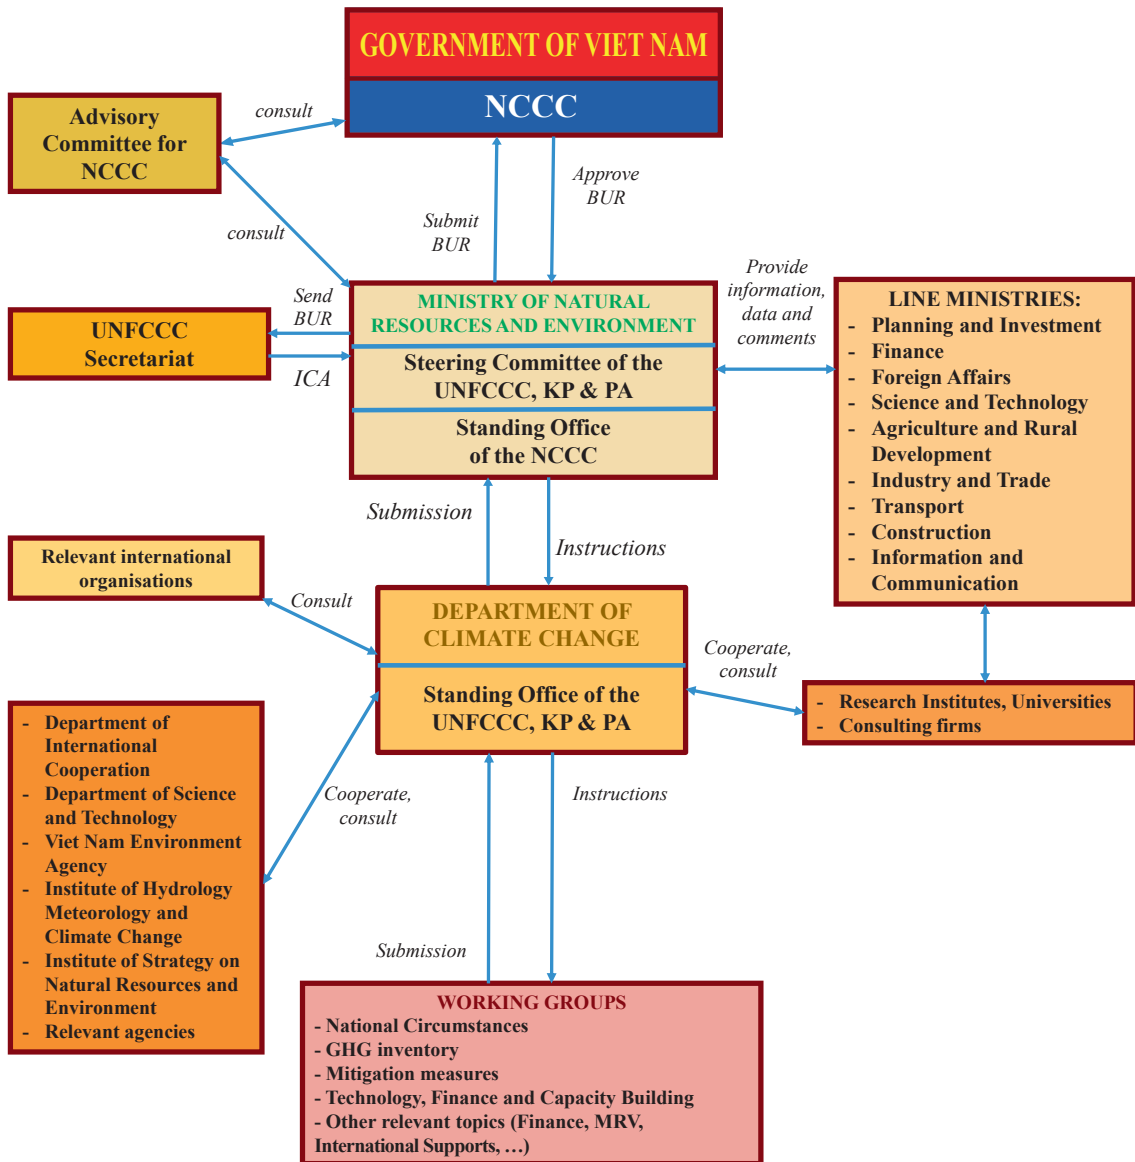 GOVERNMENT OF VIET NAM
NCCC
consult
Advisory
Committee for
NCCC
Approve
BUR
Submit
BUR
consult
Provide
information,
data and
comments
Send
BUR
UNFCCC
Secretariat
ICA
MINISTRY OF NATURAL
RESOURCES AND ENVIRONMENT
Steering Committee of the
UNFCCC, KP & PA
Standing Office
of the NCCC
LINE MINISTRIES:
- Planning and Investment
- Finance
- Foreign Affairs
- Science and Technology
- Agriculture and Rural
Development
- Industry and Trade
- Transport
- Construction
- Information and
Communication
Submission
Instructions
Relevant international
organisations
Consult
DEPARTMENT OF
CLIMATE CHANGE
Standing Office of the
UNFCCC, KP & PA
Cooperate,
consult
- Research Institutes, Universities
- Consulting firms
- Department of
International
Cooperation
- Department of Science
and Technology
- Viet Nam Environment
Agency
- Institute of Hydrology
Meteorology and
Climate Change
- Institute of Strategy on
Natural Resources and
Environment
- Relevant agencies
Cooperate,
consult
Instructions
Submission
WORKING GROUPS
- National Circumstances
- GHG inventory
- Mitigation measures
- Technology, Finance and Capacity Building
- Other relevant topics (Finance, MRV,
International Supports, …)